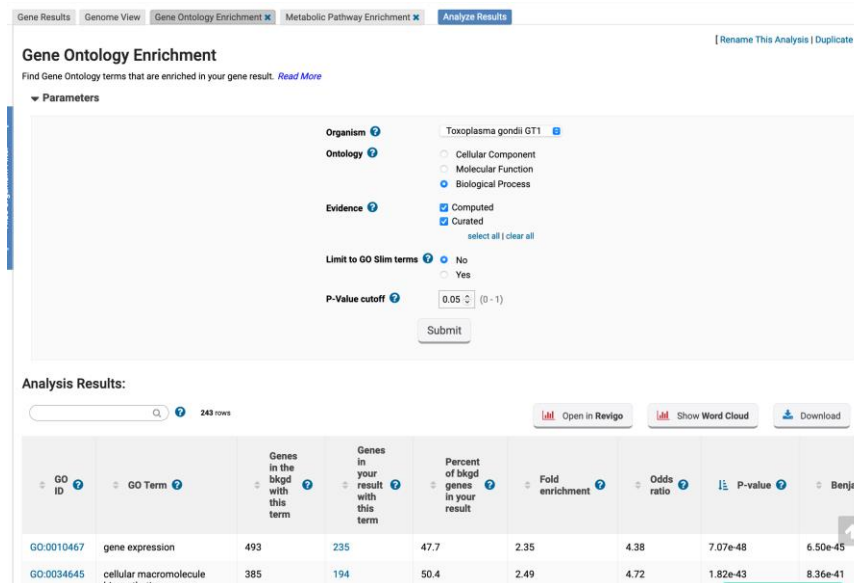 Gene Results Genome View Gene Ontology Enrichment × Metabolic Pathway Enrichment × Analyze Results
[ Rename This Analysis | Duplicate
Gene Ontology Enrichment
Find Gene Ontology terms that are enriched in your gene result. Read More
Parameters
Organism ? Toxoplasma gondii GT1
Ontology ? Cellular Component
Molecular Function
Biological Process
Evidence ? Computed
Curated
select all | clear all
Limit to GO Slim terms ? No
Yes
P-Value cutoff ? 0.05 (0 - 1)
Submit
Analysis Results:
? 243 rows Open in Revigo Show Word Cloud Download
GO ID ? GO Term ? Genes in the bkgd with this term ? Genes in your result with this term ? Percent of bkgd genes in your result ? Fold enrichment ? Odds ratio ? P-value ? Benja
GO:0010467 gene expression 493 235 47.7 2.35 4.38 7.07e-48 6.50e-45
GO:0034645 cellular macromolecule 385 194 50.4 2.49 4.72 1.82e-43 8.36e-41